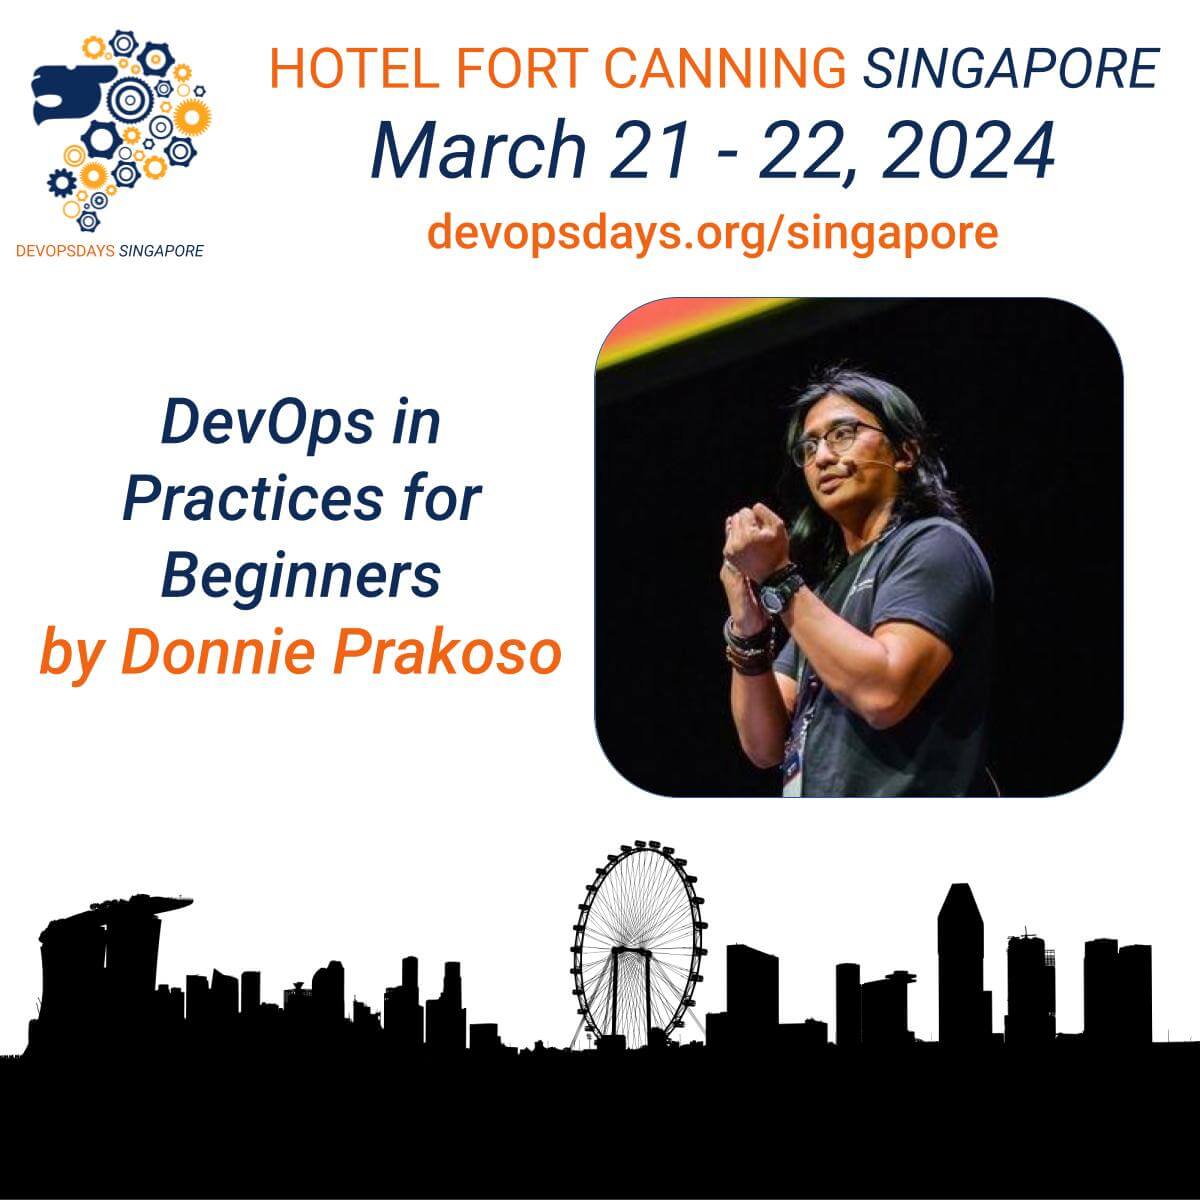 HOTEL FORT CANNING SINGAPORE
March 21 - 22, 2024
devopsdays.org/singapore
DEVOPSDAYS SINGAPORE
DevOps in
Practices for
Beginners
by Donnie Prakoso